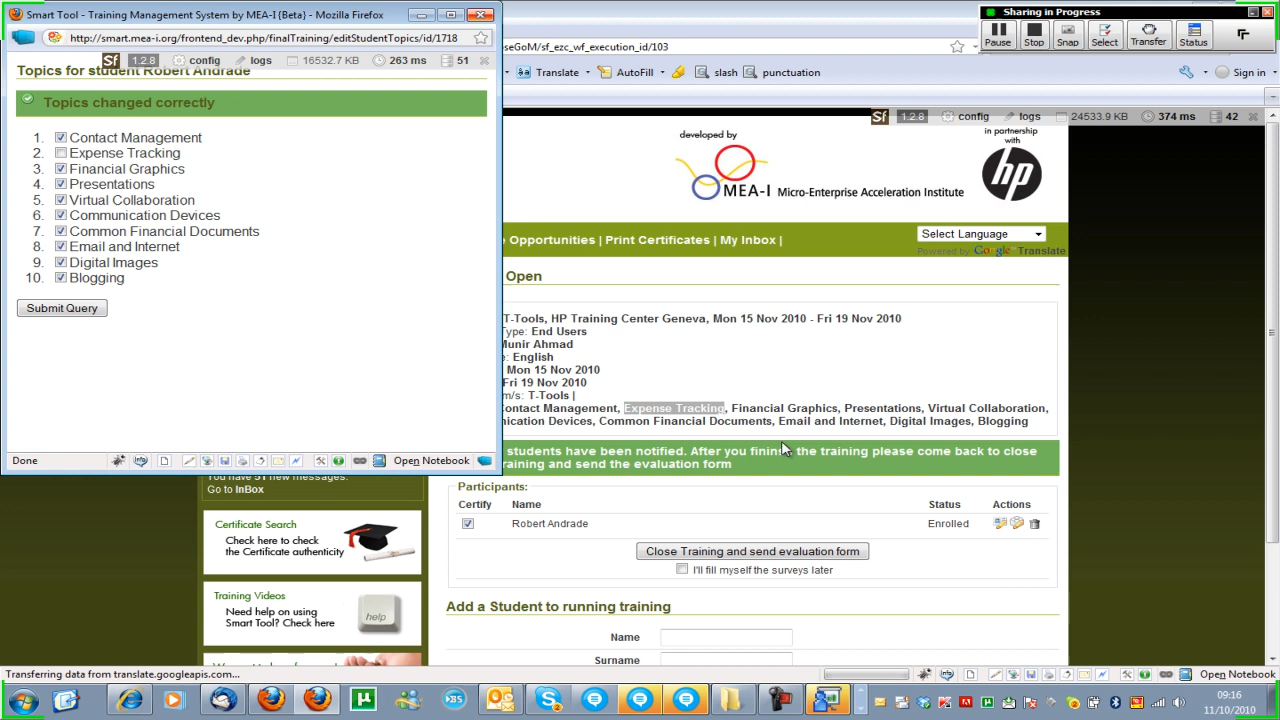 Smart Tool - Training Management System by MEA-I {Beta} - Mozilla Firefox
http://smart.mea-i.org/frontend_dev.php/finuiTraining/editStudentTopics/id/1718
Sf 1.2.8 config logs 16532.7 KB 263 ms 51
Topics for student Robert Andrade
Topics changed correctly
1. Contact Management
2. Expense Tracking
3. Financial Graphics
4. Presentations
5. Virtual Collaboration
6. Communication Devices
7. Common Financial Documents
8. Email and Internet
9. Digital Images
10. Blogging
Submit Query
Done
Open Notebook
Sharing in Progress
Pause Stop Snap Select Transfer Status
seGoM/sf_ezc_wf_execution_id/103
Translate AutoFill slash punctuation Sign in
Sf 1.2.8 config logs 24533.9 KB 374 ms 42
developed by
MEA-I Micro-Enterprise Acceleration Institute
in partnership
with
hp
e Opportunities | Print Certificates | My Inbox |
Select Language
Powered by Google Translate
Open
T-Tools, HP Training Center Geneva, Mon 15 Nov 2010 - Fri 19 Nov 2010
Type: End Users
Munir Ahmad
e: English
Mon 15 Nov 2010
Fri 19 Nov 2010
m/s: T-Tools |
ontact Management, Expense Tracking, Financial Graphics, Presentations, Virtual Collaboration,
nication Devices, Common Financial Documents, Email and Internet, Digital Images, Blogging
students have been notified. After you finins the training please come back to close
raining and send the evaluation form
You have 51 new messages.
Go to InBox
Certificate Search
Check here to check
the Certificate authenticity
Training Videos
Need help on using
Smart Tool? Check here
help
Participants:
Certify Name Status Actions
Robert Andrade Enrolled
Close Training and send evaluation form
I'll fill myself the surveys later
Add a Student to running training
Name
Surname
Transferring data from translate.googleapis.com...
Open Notebook
09:16
11/10/2010